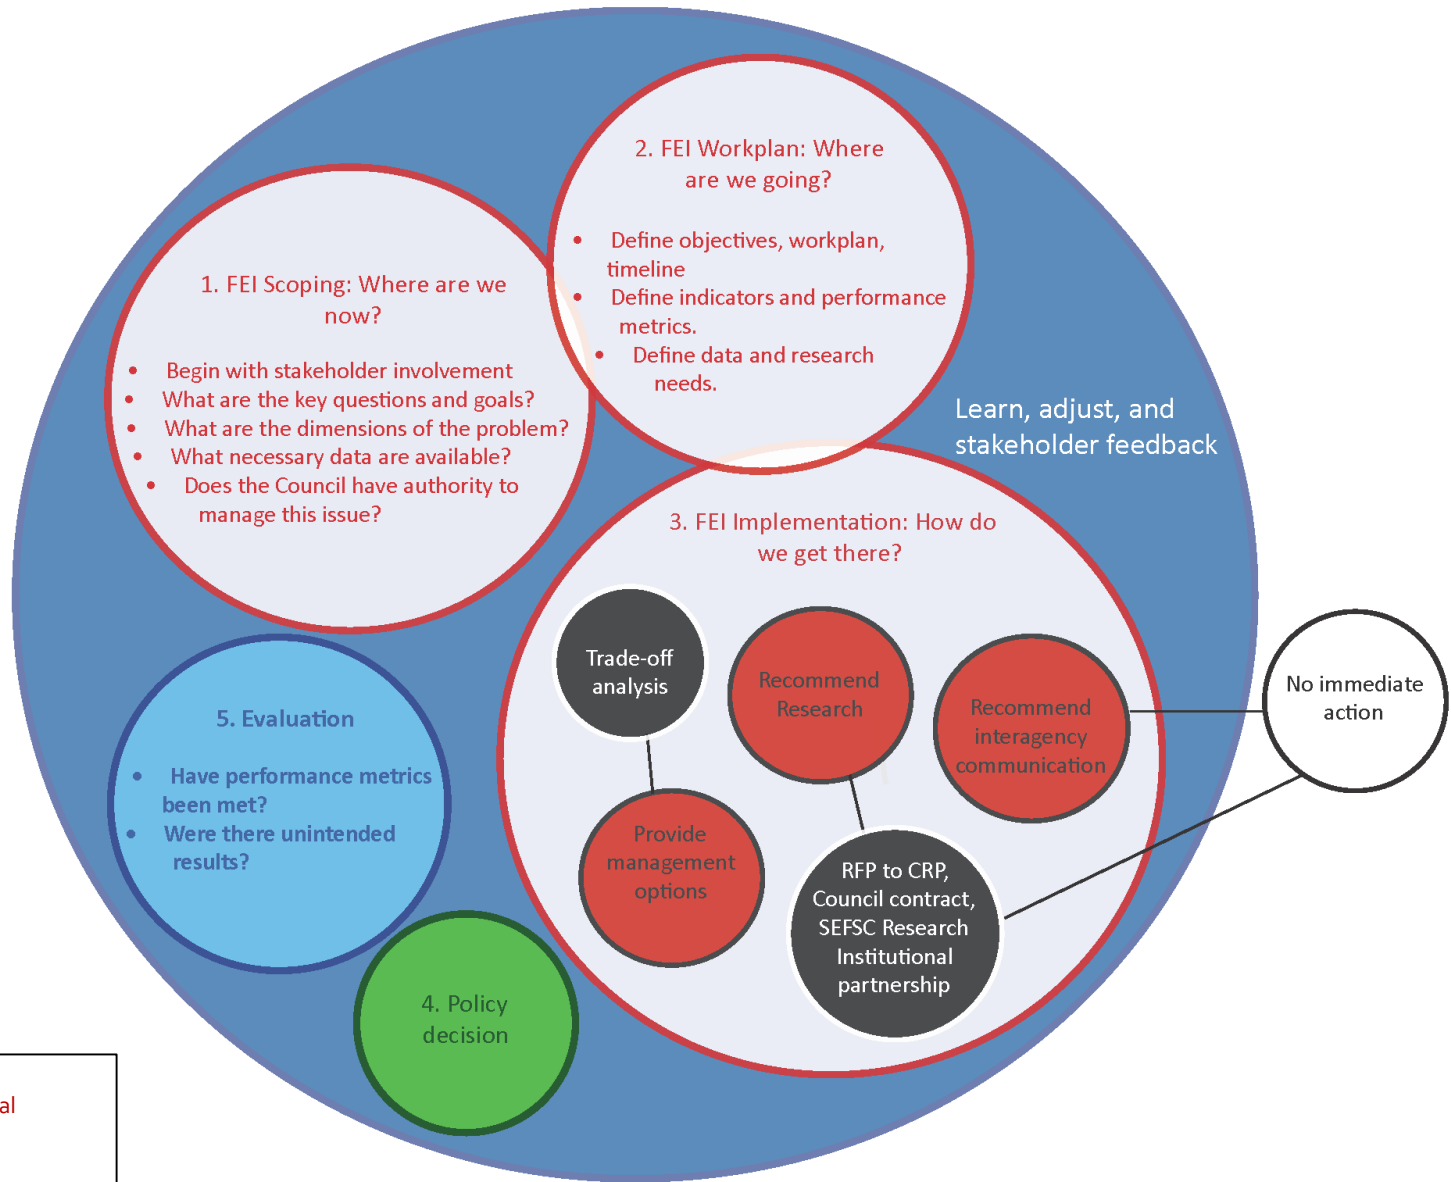 1. FEI Scoping: Where are we
now?
• Begin with stakeholder involvement
• What are the key questions and goals?
• What are the dimensions of the problem?
• What necessary data are available?
• Does the Council have authority to
manage this issue?
2. FEI Workplan: Where
are we going?
• Define objectives, workplan,
timeline
• Define indicators and performance
metrics.
• Define data and research
needs.
Learn, adjust, and
stakeholder feedback
3. FEI Implementation: How do
we get there?
Trade-off
analysis
Recommend
Research
Recommend
interagency
communication
No immediate
action
Provide
management
options
RFP to CRP,
Council contract,
SEFSC Research
Institutional
partnership
4. Policy
decision
5. Evaluation
• Have performance metrics
been met?
• Were there unintended
results?
al